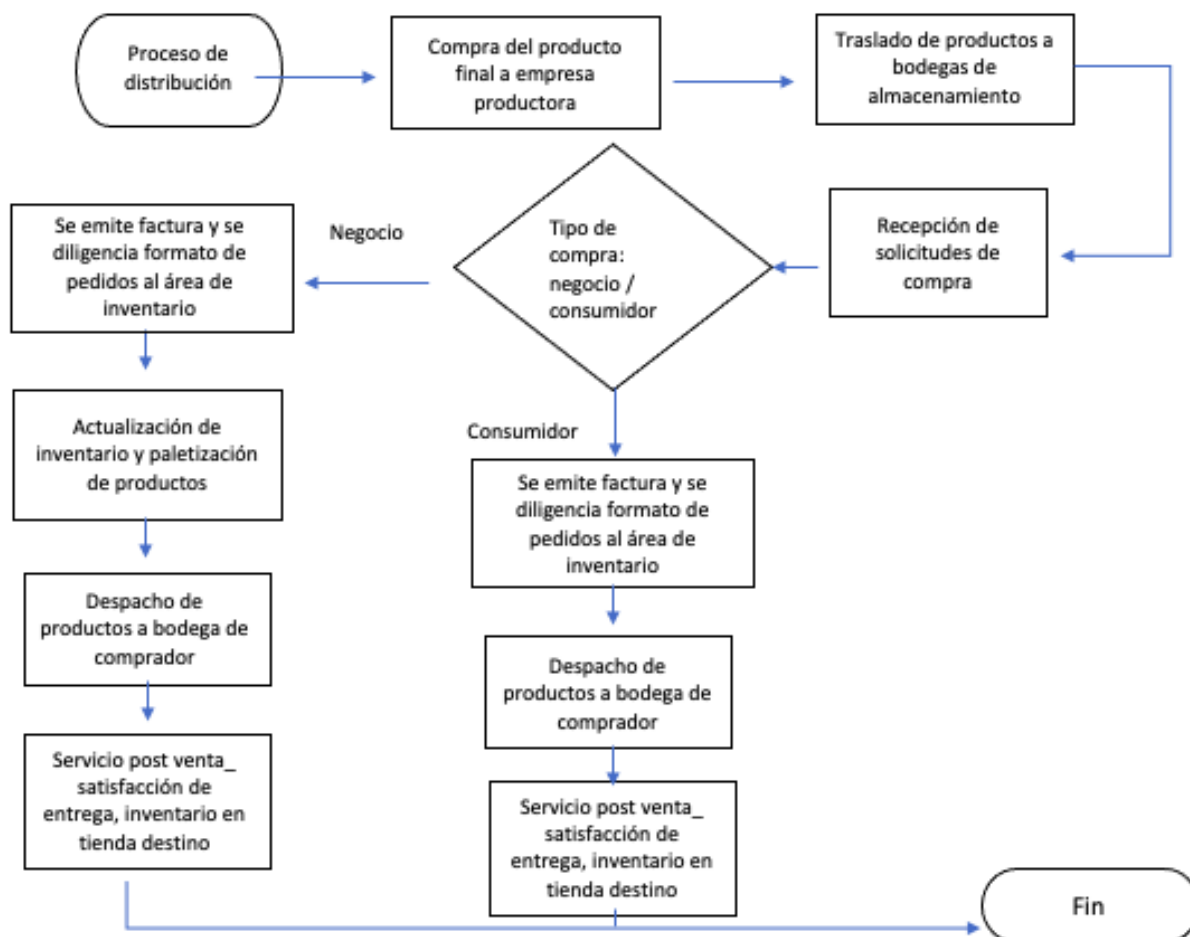 Proceso de
distribución
Compra del producto
final a empresa
productora
Traslado de productos a
bodegas de
almacenamiento
Recepción de
solicitudes de
compra
Tipo de
compra:
negocio /
consumidor
Negocio
Se emite factura y se
diligencia formato de
pedidos al área de
inventario
Actualización de
inventario y paletización
de productos
Despacho de
productos a bodega de
comprador
Servicio post venta_
satisfacción de
entrega, inventario en
tienda destino
Consumidor
Se emite factura y se
diligencia formato de
pedidos al área de
inventario
Despacho de
productos a bodega de
comprador
Servicio post venta_
satisfacción de
entrega, inventario en
tienda destino
Fin